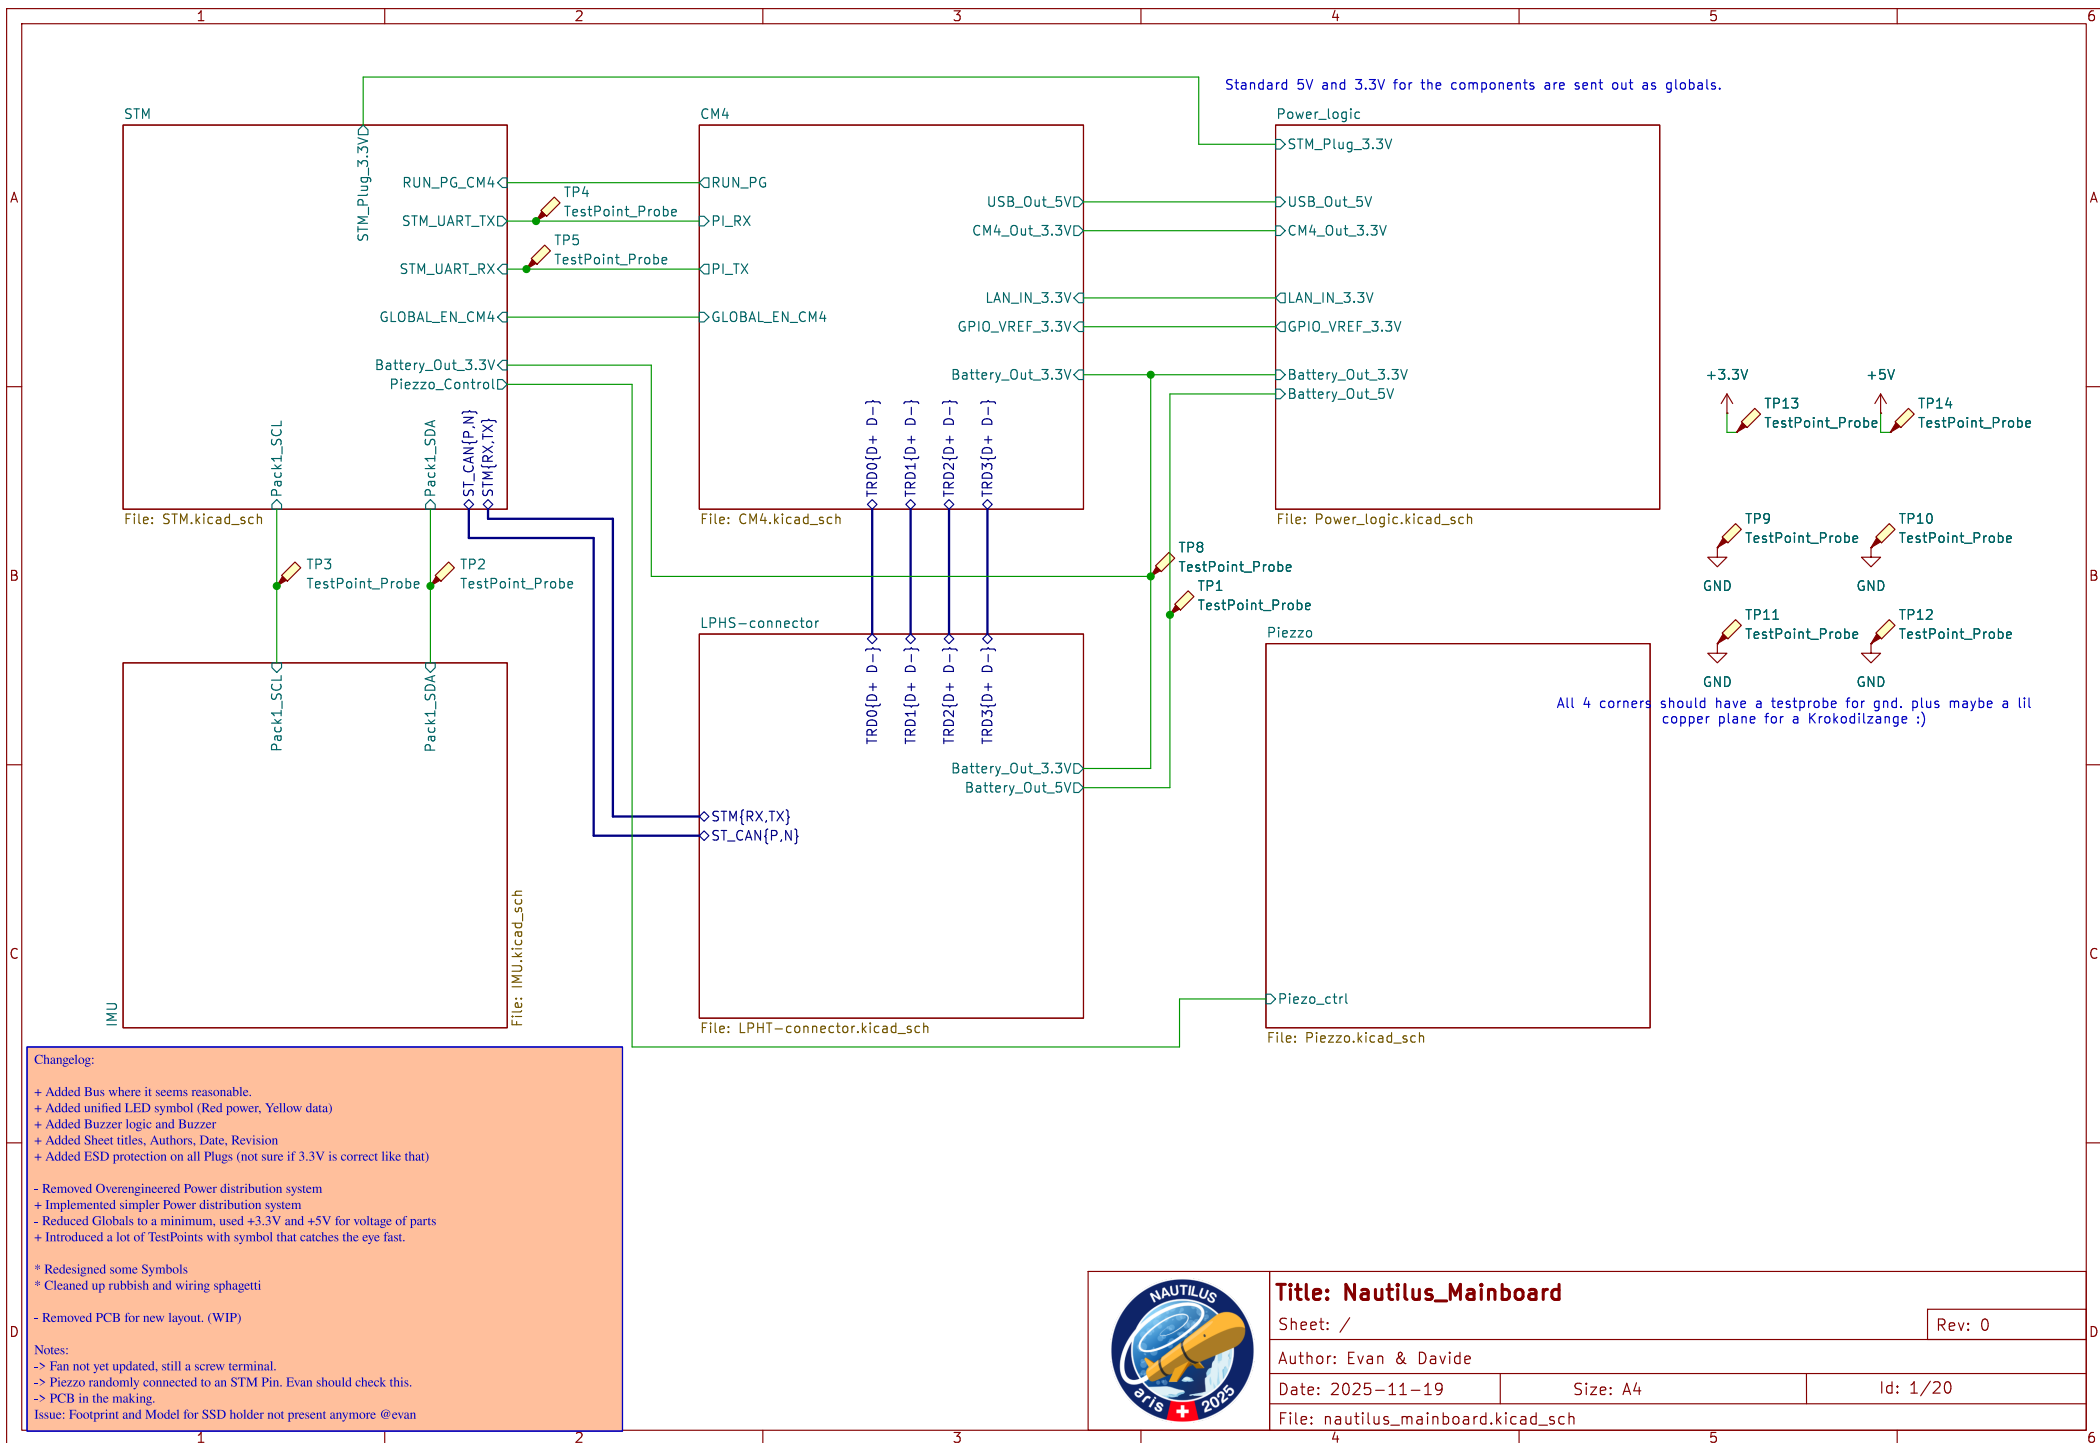 1 2 3 4 5 6
Standard 5V and 3.3V for the components are sent out as globals.
STM
CM4
Power_logic
STM_Plug_3.3V
STM_Plug_3.3V
RUN_PG_CM4
RUN_PG
TP4
TestPoint_Probe
A
A
USB_Out_5V
USB_Out_5V
STM_UART_TX
PI_RX
CM4_Out_3.3V
CM4_Out_3.3V
TP5
TestPoint_Probe
STM_UART_RX
PI_TX
LAN_IN_3.3V
LAN_IN_3.3V
GLOBAL_EN_CM4
GLOBAL_EN_CM4
GPIO_VREF_3.3V
GPIO_VREF_3.3V
Battery_Out_3.3V
Piezzo_Control
Battery_Out_3.3V
Battery_Out_3.3V
Battery_Out_5V
+3.3V
+5V
TP13
TestPoint_Probe
TP14
TestPoint_Probe
Pack1_SCL
Pack1_SDA
ST_CAN{P,N}
STM{RX,TX}
TRD0{D+ D-}
TRD1{D+ D-}
TRD2{D+ D-}
TRD3{D+ D-}
File: STM.kicad_sch
File: CM4.kicad_sch
File: Power_logic.kicad_sch
TP9
TestPoint_Probe
GND
TP10
TestPoint_Probe
GND
TP3
TestPoint_Probe
TP2
TestPoint_Probe
TP8
TestPoint_Probe
TP1
TestPoint_Probe
B
B
TP11
TestPoint_Probe
GND
TP12
TestPoint_Probe
GND
LPHS-connector
Piezzo
All 4 corners should have a testprobe for gnd. plus maybe a lil
copper plane for a Krokodilzange :)
Pack1_SCL
Pack1_SDA
TRD0{D+ D-}
TRD1{D+ D-}
TRD2{D+ D-}
TRD3{D+ D-}
Battery_Out_3.3V
Battery_Out_5V
STM{RX,TX}
ST_CAN{P,N}
C
C
IMU
File: IMU.kicad_sch
Piezo_ctrl
File: LPHT-connector.kicad_sch
File: Piezzo.kicad_sch
Changelog:
+ Added Bus where it seems reasonable.
+ Added unified LED symbol (Red power, Yellow data)
+ Added Buzzer logic and Buzzer
+ Added Sheet titles, Authors, Date, Revision
+ Added ESD protection on all Plugs (not sure if 3.3V is correct like that)
- Removed Overengineered Power distribution system
+ Implemented simpler Power distribution system
- Reduced Globals to a minimum, used +3.3V and +5V for voltage of parts
+ Introduced a lot of TestPoints with symbol that catches the eye fast.
* Redesigned some Symbols
* Cleaned up rubbish and wiring sphagetti
- Removed PCB for new layout. (WIP)
Notes:
-> Fan not yet updated, still a screw terminal.
-> Piezzo randomly connected to an STM Pin. Evan should check this.
-> PCB in the making.
Issue: Footprint and Model for SSD holder not present anymore @evan
D
D
NAUTILUS
aris
2025
Title: Nautilus_Mainboard
Sheet: /
Rev: 0
Author: Evan & Davide
Date: 2025-11-19
Size: A4
Id: 1/20
File: nautilus_mainboard.kicad_sch
1 2 3 4 5 6